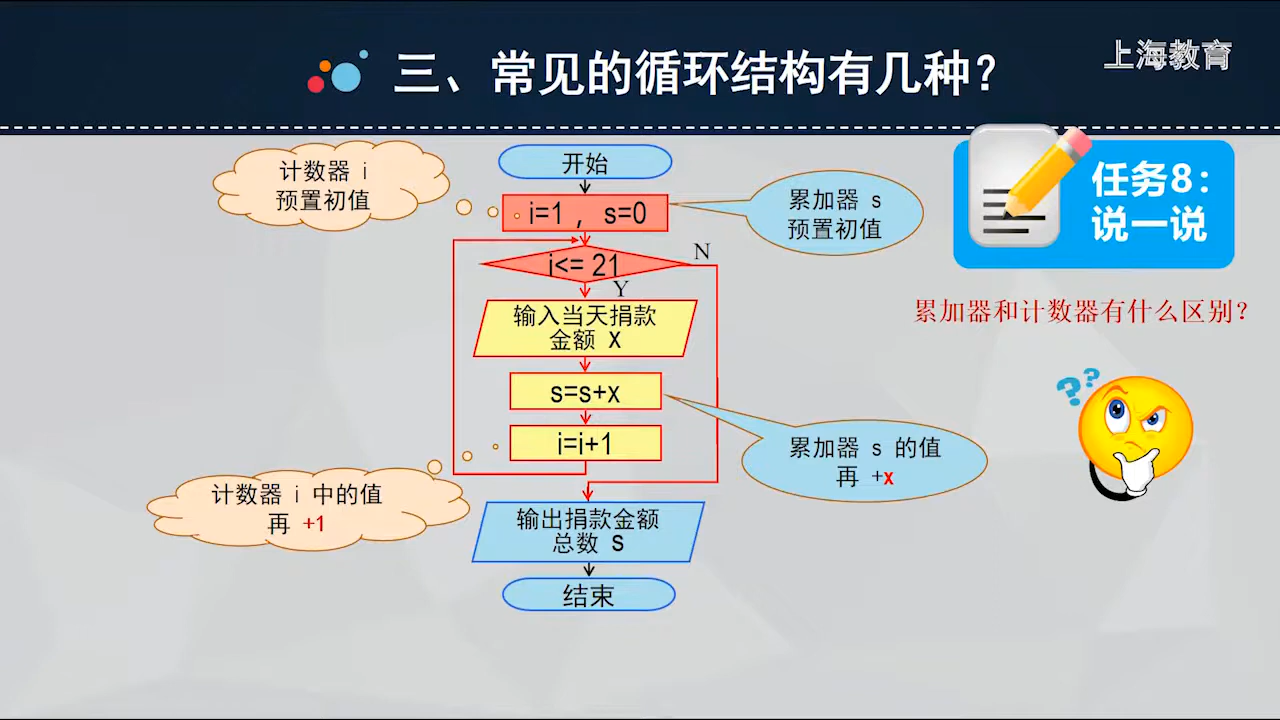 三、常见的循环结构有几种？
上海教育
任务8：
说一说
累加器和计数器有什么区别？
计数器 i
预置初值
开始
i=1 ，s=0
累加器 s
预置初值
i<= 21
N
Y
输入当天捐款
金额 X
s=s+x
i=i+1
累加器 s 的值
再 +x
计数器 i 中的值
再 +1
输出捐款金额
总数 S
结束
??